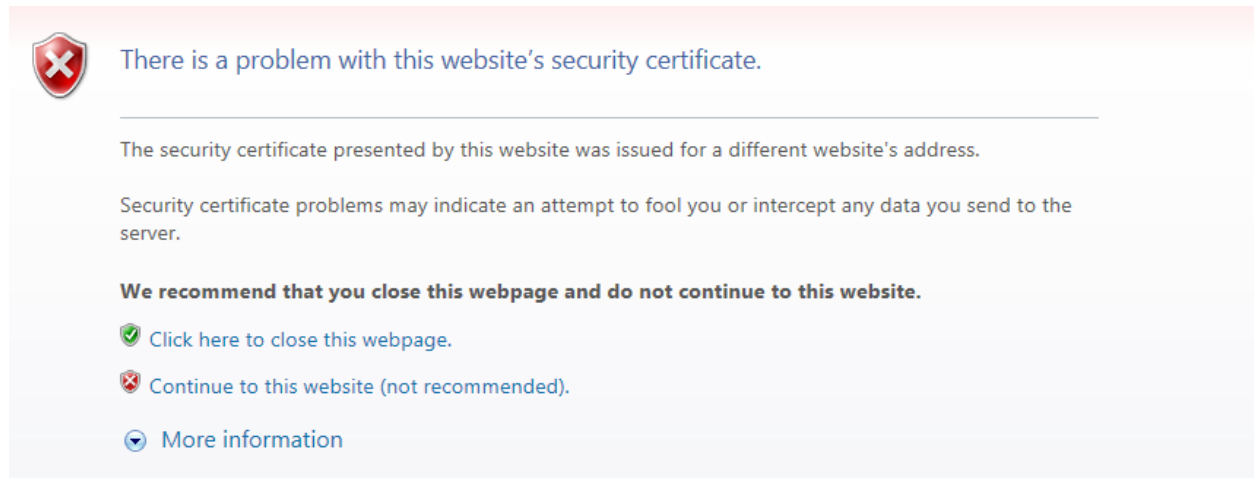 There is a problem with this website’s security certificate.
The security certificate presented by this website was issued for a different website's address.
Security certificate problems may indicate an attempt to fool you or intercept any data you send to the
server.
We recommend that you close this webpage and do not continue to this website.
Click here to close this webpage.
Continue to this website (not recommended).
More information